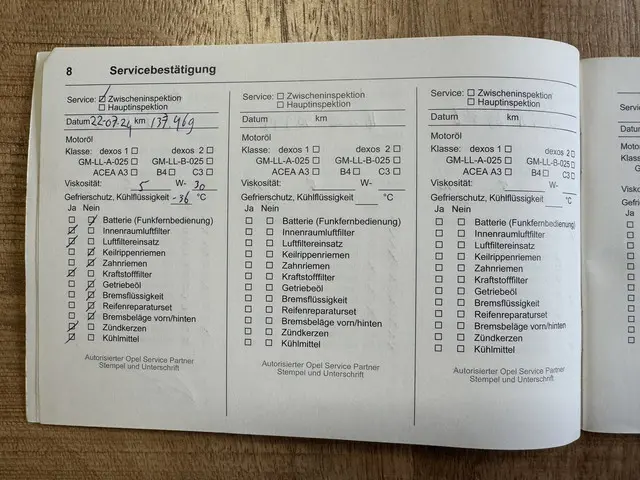 8 Servicebestätigung
Service: ☑ Zwischeninspektion
☐ Hauptinspektion
Datum 22-07.24 km 137.469
Motoröl
Klasse: dexos 1 ☐ dexos 2 ☐
GM-LL-A-025 ☐ GM-LL-B-025 ☐
ACEA A3 ☐ B4 ☐ C3 ☐
Viskosität: 5 W- 30
Gefrierschutz, Kühlflüssigkeit -36 °C
Ja Nein
☐ ☑ Batterie (Funkfernbedienung)
☑ ☐ Innenraumluftfilter
☑ ☐ Luftfiltereinsatz
☐ ☑ Keilrippenriemen
☐ ☑ Zahnriemen
☑ ☐ Kraftstofffilter
☐ ☑ Getriebeöl
☐ ☑ Bremsflüssigkeit
☐ ☑ Reifenreparaturset
☐ ☑ Bremsbeläge vorn/hinten
☑ ☐ Zündkerzen
☑ ☐ Kühlmittel
Autorisierter Opel Service Partner
Stempel und Unterschrift
Service: ☐ Zwischeninspektion
☐ Hauptinspektion
Datum km
Motoröl
Klasse: dexos 1 ☐ dexos 2 ☐
GM-LL-A-025 ☐ GM-LL-B-025 ☐
ACEA A3 ☐ B4 ☐ C3 ☐
Viskosität: W-
Gefrierschutz, Kühlflüssigkeit °C
Ja Nein
☐ ☐ Batterie (Funkfernbedienung)
☐ ☐ Innenraumluftfilter
☐ ☐ Luftfiltereinsatz
☐ ☐ Keilrippenriemen
☐ ☐ Zahnriemen
☐ ☐ Kraftstofffilter
☐ ☐ Getriebeöl
☐ ☐ Bremsflüssigkeit
☐ ☐ Reifenreparaturset
☐ ☐ Bremsbeläge vorn/hinten
☐ ☐ Zündkerzen
☐ ☐ Kühlmittel
Autorisierter Opel Service Partner
Stempel und Unterschrift
Service: ☐ Zwischeninspektion
☐ Hauptinspektion
Datum km
Motoröl
Klasse: dexos 1 ☐ dexos 2 ☐
GM-LL-A-025 ☐ GM-LL-B-025 ☐
ACEA A3 ☐ B4 ☐ C3 ☐
Viskosität: W-
Gefrierschutz, Kühlflüssigkeit °C
Ja Nein
☐ ☐ Batterie (Funkfernbedienung)
☐ ☐ Innenraumluftfilter
☐ ☐ Luftfiltereinsatz
☐ ☐ Keilrippenriemen
☐ ☐ Zahnriemen
☐ ☐ Kraftstofffilter
☐ ☐ Getriebeöl
☐ ☐ Bremsflüssigkeit
☐ ☐ Reifenreparaturset
☐ ☐ Bremsbeläge vorn/hinten
☐ ☐ Zündkerzen
☐ ☐ Kühlmittel
Autorisierter Opel Service Partner
Stempel und Unterschrift